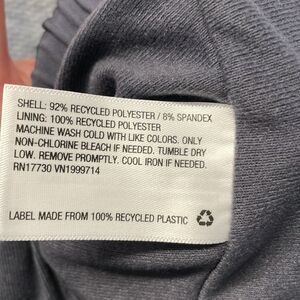 SHELL: 92% RECYCLED POLYESTER / 8% SPANDEX
LINING: 100% RECYCLED POLYESTER
MACHINE WASH COLD WITH LIKE COLORS. ONLY
NON-CHLORINE BLEACH IF NEEDED. TUMBLE DRY
LOW. REMOVE PROMPTLY. COOL IRON IF NEEDED.
RN17730 VN1999714
LABEL MADE FROM 100% RECYCLED PLASTIC